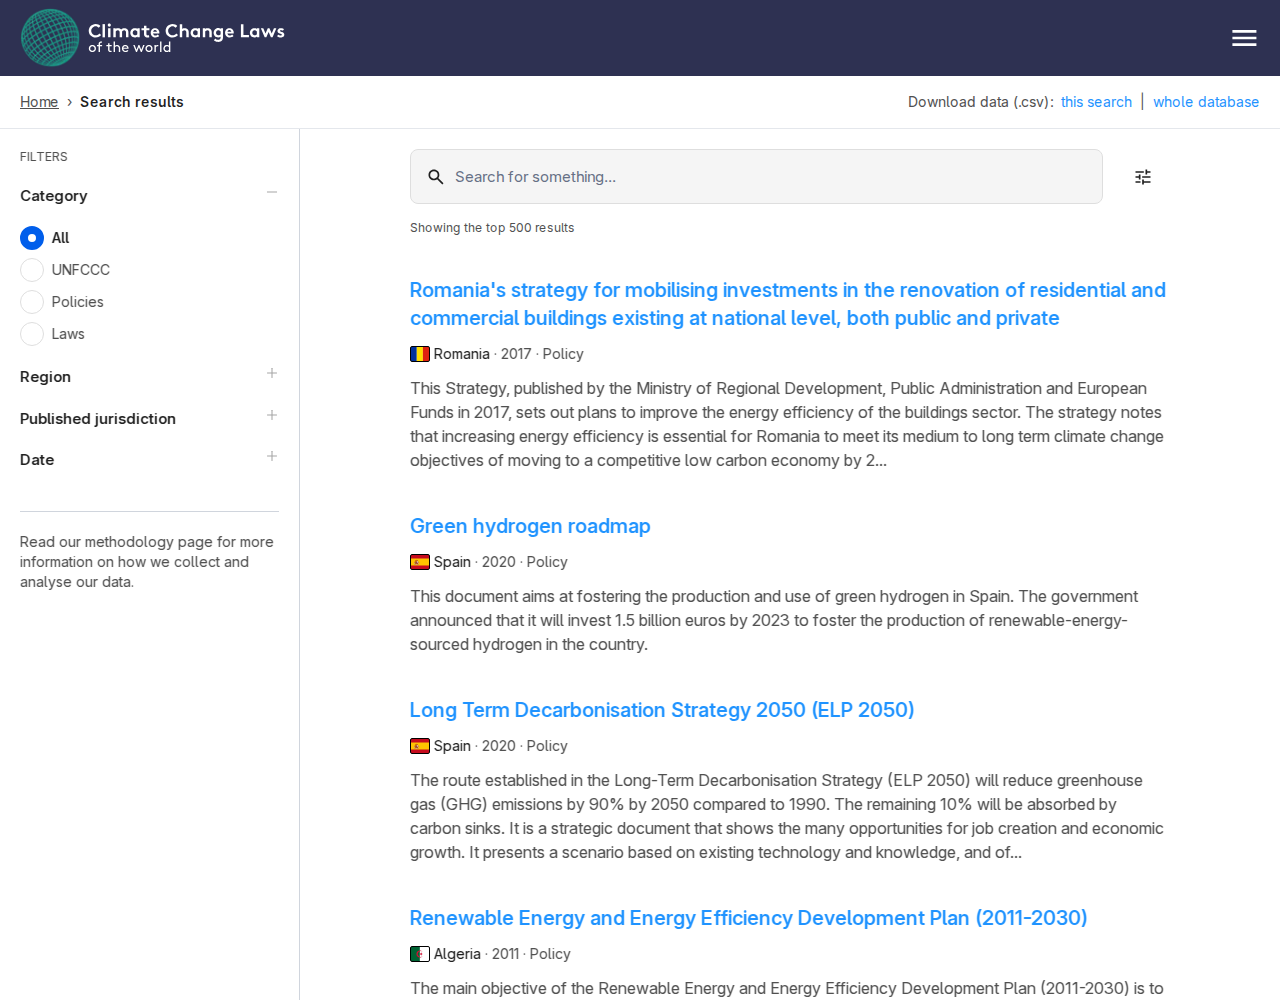 Climate Change Laws
of the world
Home › Search results
Download data (.csv): this search | whole database
FILTERS
Category
All
UNFCCC
Policies
Laws
Region
Published jurisdiction
Date
Read our methodology page for more
information on how we collect and
analyse our data.
Search for something...
Showing the top 500 results
Romania's strategy for mobilising investments in the renovation of residential and
commercial buildings existing at national level, both public and private
Romania · 2017 · Policy
This Strategy, published by the Ministry of Regional Development, Public Administration and European
Funds in 2017, sets out plans to improve the energy efficiency of the buildings sector. The strategy notes
that increasing energy efficiency is essential for Romania to meet its medium to long term climate change
objectives of moving to a competitive low carbon economy by 2...
Green hydrogen roadmap
Spain · 2020 · Policy
This document aims at fostering the production and use of green hydrogen in Spain. The government
announced that it will invest 1.5 billion euros by 2023 to foster the production of renewable-energy-
sourced hydrogen in the country.
Long Term Decarbonisation Strategy 2050 (ELP 2050)
Spain · 2020 · Policy
The route established in the Long-Term Decarbonisation Strategy (ELP 2050) will reduce greenhouse
gas (GHG) emissions by 90% by 2050 compared to 1990. The remaining 10% will be absorbed by
carbon sinks. It is a strategic document that shows the many opportunities for job creation and economic
growth. It presents a scenario based on existing technology and knowledge, and of...
Renewable Energy and Energy Efficiency Development Plan (2011-2030)
Algeria · 2011 · Policy
The main objective of the Renewable Energy and Energy Efficiency Development Plan (2011-2030) is to